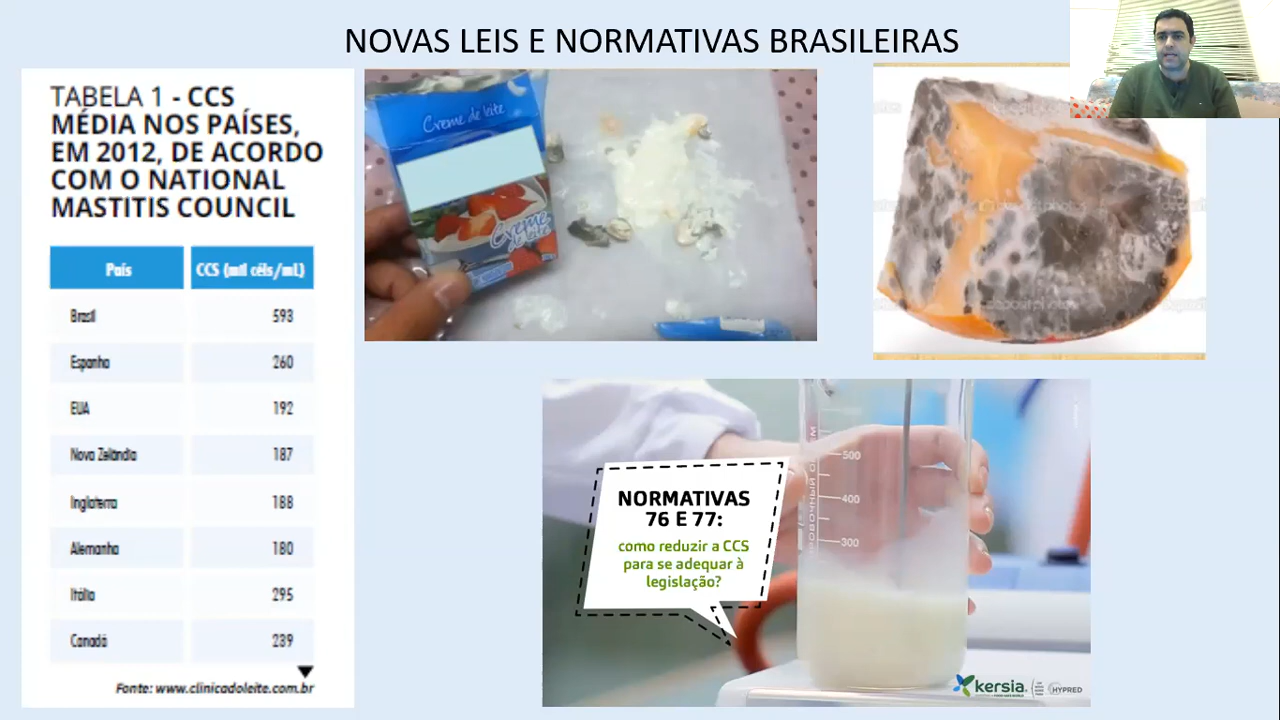 NOVAS LEIS E NORMATIVAS BRASILEIRAS
TABELA 1 - CCS
MÉDIA NOS PAÍSES,
EM 2012, DE ACORDO
COM O NATIONAL
MASTITIS COUNCIL
País CCS (mil céls/mL)
Brasil 593
Espanha 260
EUA 192
Nova Zelândia 187
Inglaterra 188
Alemanha 180
Itália 295
Canadá 239
Fonte: www.clinicadoleite.com.br
Creme de leite
Creme
de leite
NORMATIVAS
76 E 77:
como reduzir a CCS
para se adequar à
legislação?
500
400
300
kersia
HYPRED